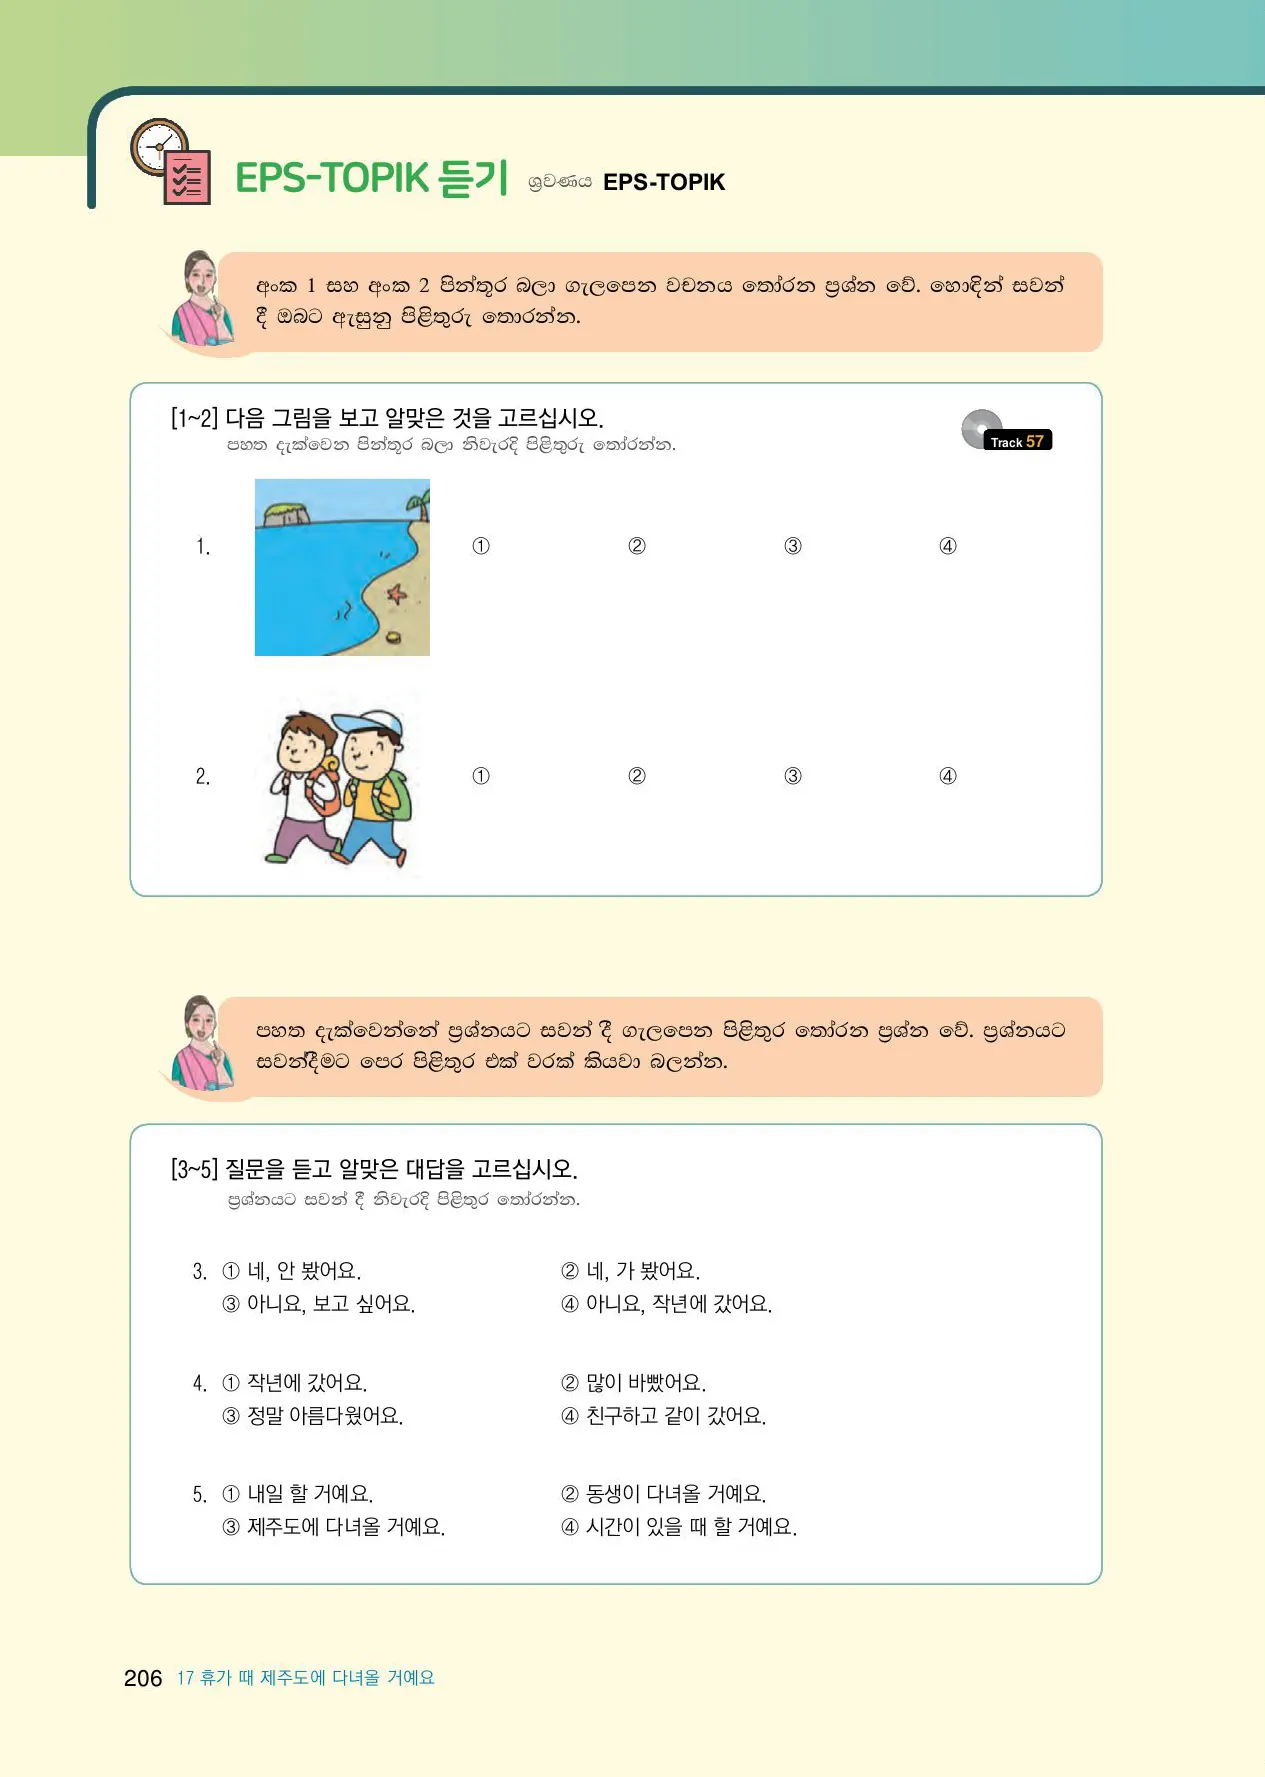 EPS-TOPIK 듣기 ශ්‍රවණය EPS-TOPIK
අංක 1 සහ අංක 2 පින්තූර බලා ගැලපෙන වචනය තෝරන ප්‍රශ්න වේ. හොඳින් සවන්
දී ඔබට ඇසුනු පිළිතුරු තොරන්න.
[1~2] 다음 그림을 보고 알맞은 것을 고르십시오.
පහත දැක්වෙන පින්තූර බලා නිවැරදි පිළිතුරු තෝරන්න.
Track 57
1. ① ② ③ ④
2. ① ② ③ ④
පහත දැක්වෙන්නේ ප්‍රශ්නයට සවන් දී ගැලපෙන පිළිතුර තෝරන ප්‍රශ්න වේ. ප්‍රශ්නයට
සවන්දීමට පෙර පිළිතුර එක් වරක් කියවා බලන්න.
[3~5] 질문을 듣고 알맞은 대답을 고르십시오.
ප්‍රශ්නයට සවන් දී නිවැරදි පිළිතුර තෝරන්න.
3. ① 네, 안 봤어요. ② 네, 가 봤어요.
③ 아니요, 보고 싶어요. ④ 아니요, 작년에 갔어요.
4. ① 작년에 갔어요. ② 많이 바빴어요.
③ 정말 아름다웠어요. ④ 친구하고 같이 갔어요.
5. ① 내일 할 거예요. ② 동생이 다녀올 거예요.
③ 제주도에 다녀올 거예요. ④ 시간이 있을 때 할 거예요.
206 17 휴가 때 제주도에 다녀올 거예요